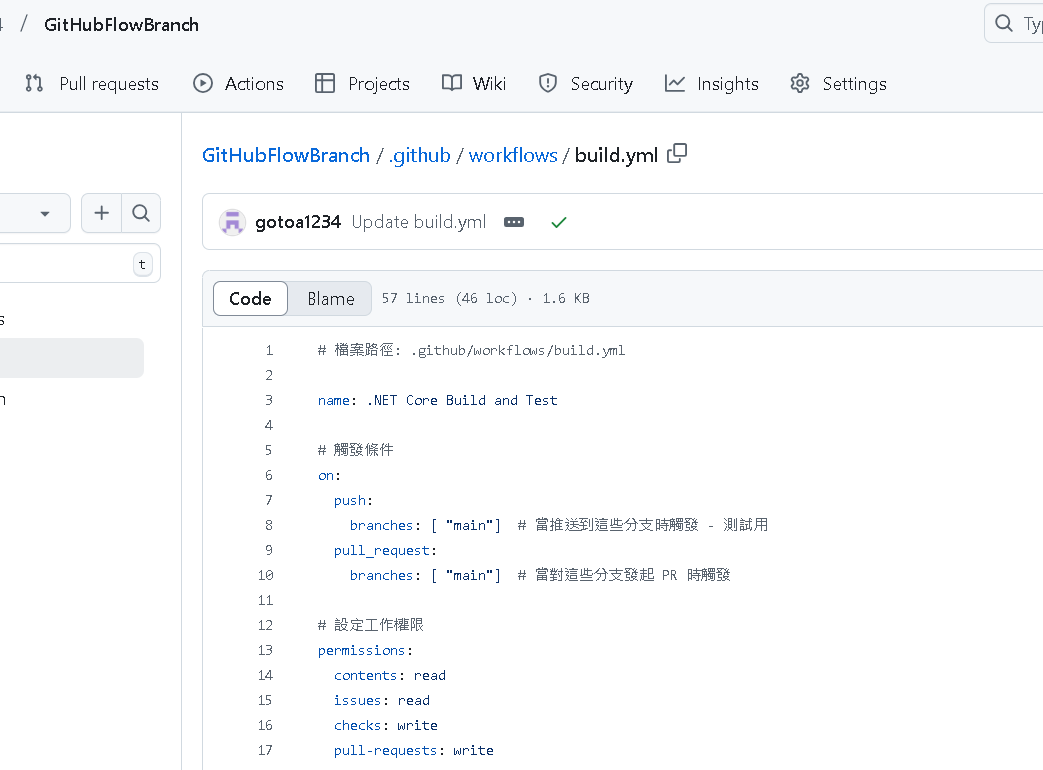 / GitHubFlowBranch
Pull requests Actions Projects Wiki Security Insights Settings
GitHubFlowBranch / .github / workflows / build.yml
gotoa1234 Update build.yml
t
Code Blame 57 lines (46 loc) · 1.6 KB
1 # 檔案路徑: .github/workflows/build.yml
2
3 name: .NET Core Build and Test
4
5 # 觸發條件
6 on:
7 push:
8 branches: [ "main"] # 當推送到這些分支時觸發 - 測試用
9 pull_request:
10 branches: [ "main"] # 當對這些分支發起 PR 時觸發
11
12 # 設定工作權限
13 permissions:
14 contents: read
15 issues: read
16 checks: write
17 pull-requests: write